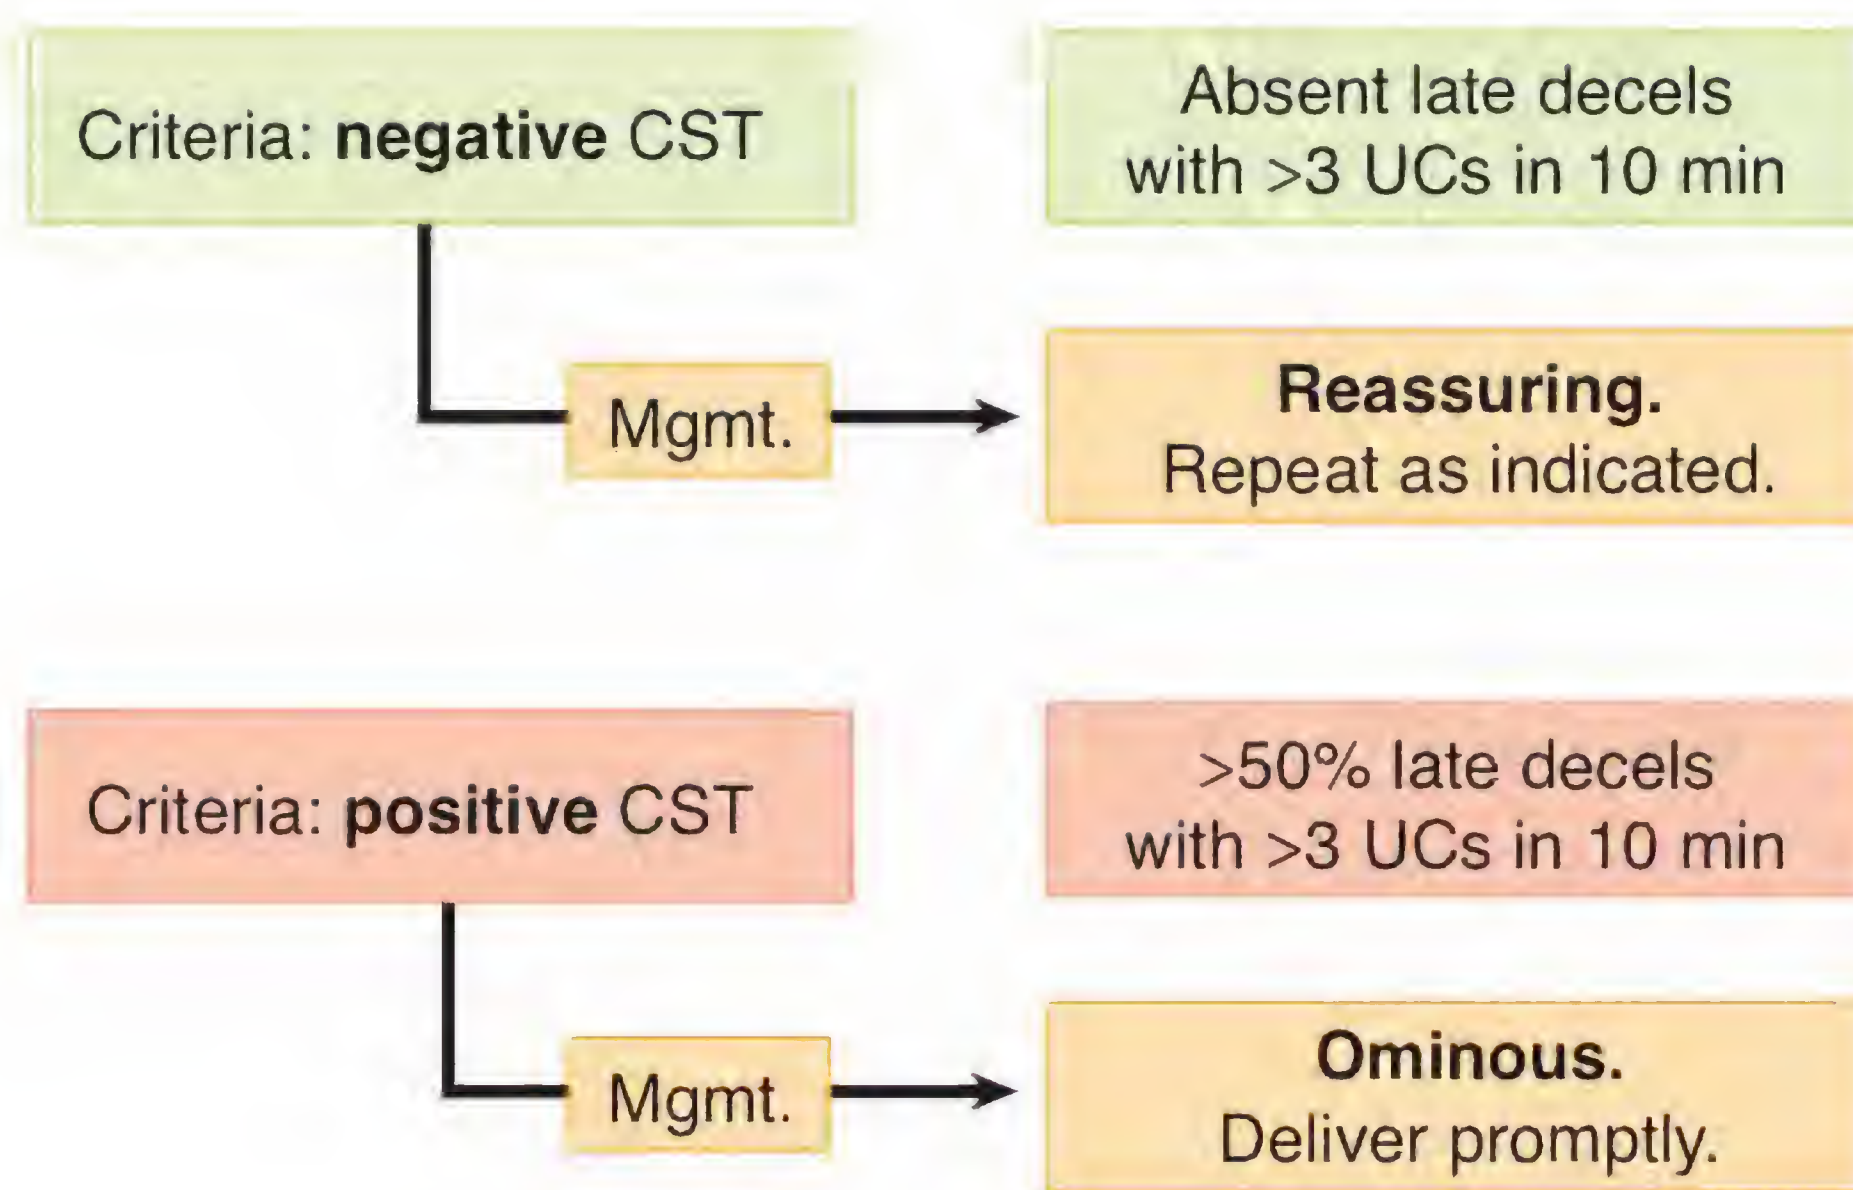 Criteria: negative CST
Absent late decels
with >3 UCs in 10 min
Mgmt.
Reassuring.
Repeat as indicated.
Criteria: positive CST
>50% late decels
with >3 UCs in 10 min
Mgmt.
Ominous.
Deliver promptly.